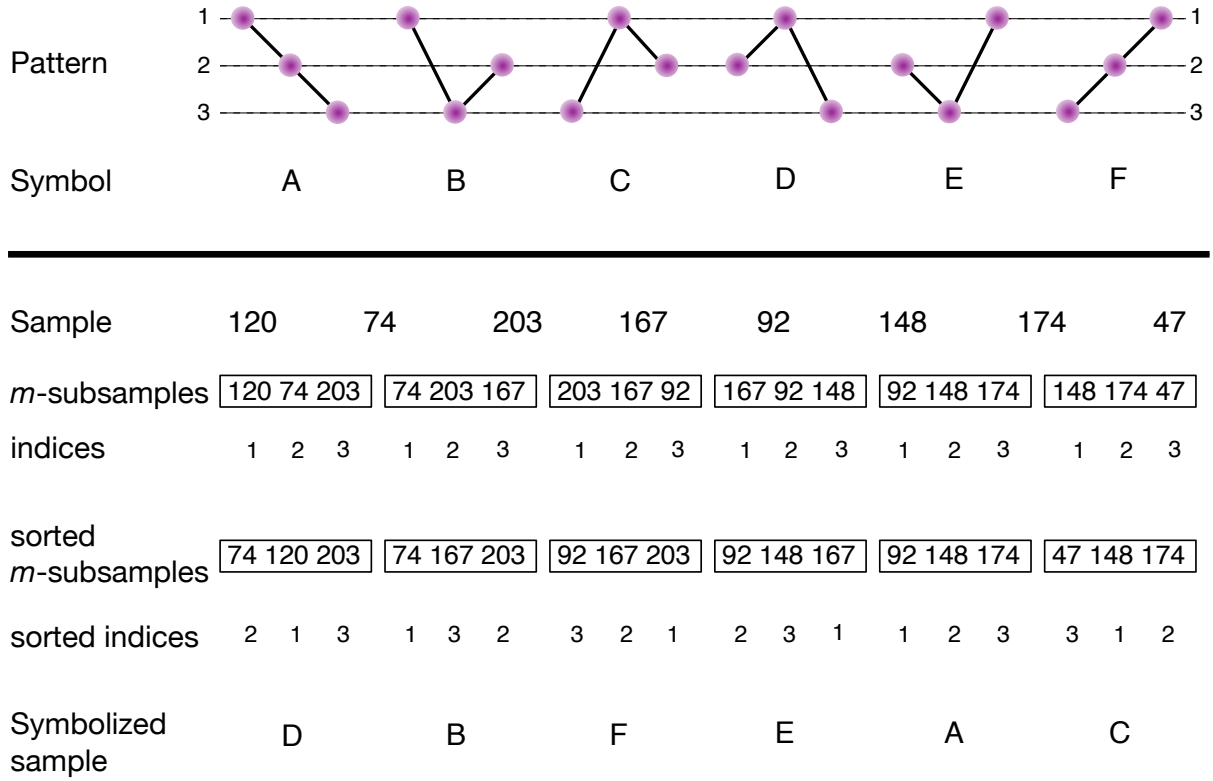 1 1
Pattern 2 2
3 3
Symbol A B C D E F
Sample 120 74 203 167 92 148 174 47
m-subsamples 120 74 203 74 203 167 203 167 92 167 92 148 92 148 174 148 174 47
indices 1 2 3 1 2 3 1 2 3 1 2 3 1 2 3 1 2 3
sorted
m-subsamples 74 120 203 74 167 203 92 167 203 92 148 167 92 148 174 47 148 174
sorted indices 2 1 3 1 3 2 3 2 1 2 3 1 1 2 3 3 1 2
Symbolized
sample D B F E A C